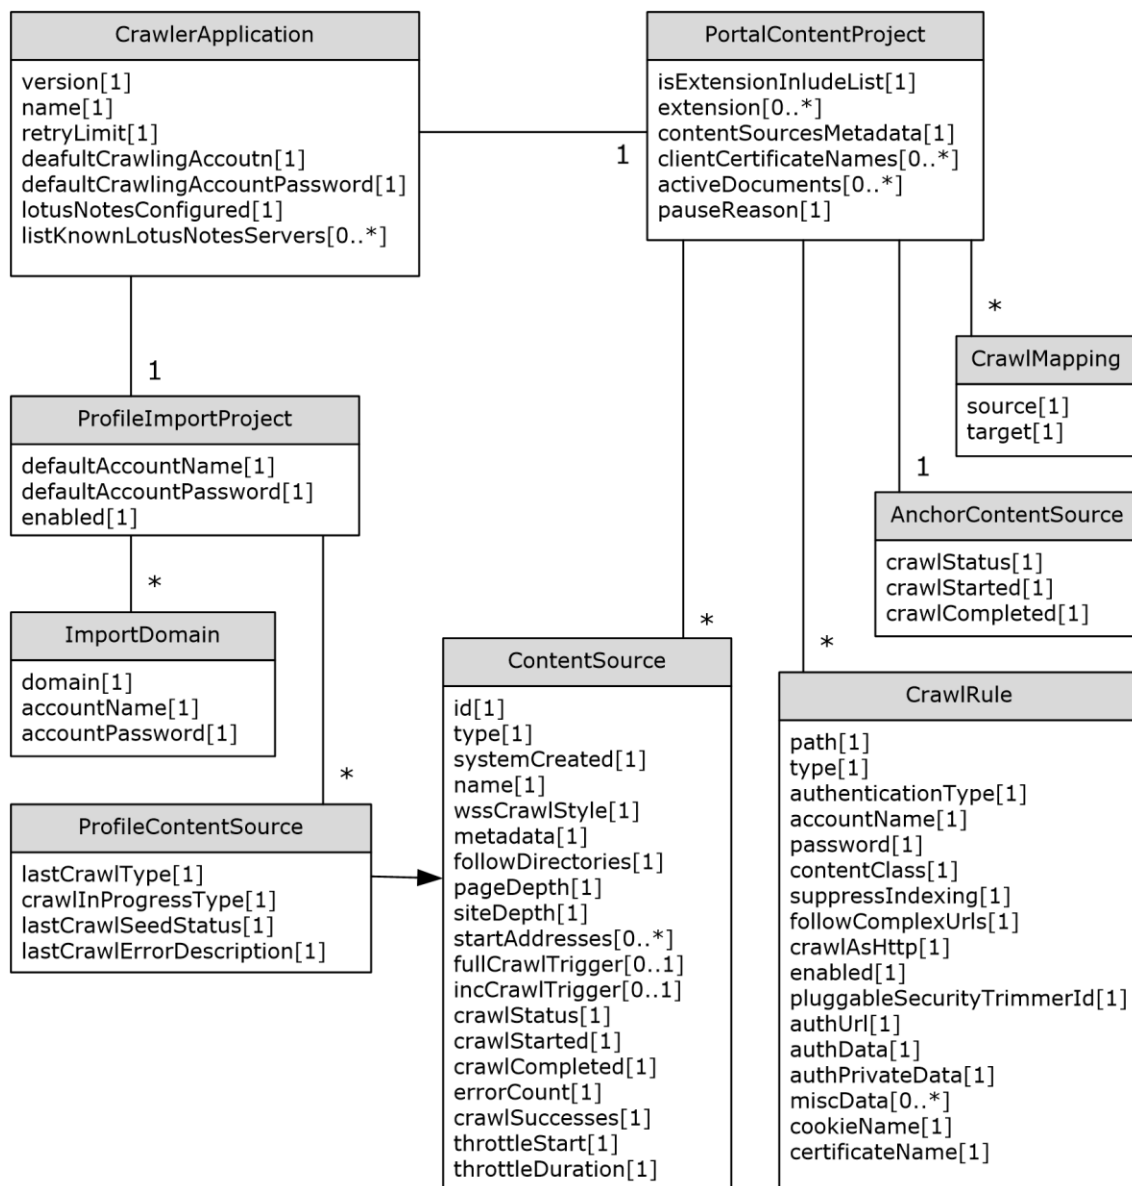 CrawlerApplication
version[1]
name[1]
retryLimit[1]
deafultCrawlingAccoutn[1]
defaultCrawlingAccountPassword[1]
lotusNotesConfigured[1]
listKnownLotusNotesServers[0..*]
1
PortalContentProject
isExtensionInludeList[1]
extension[0..*]
contentSourcesMetadata[1]
clientCertificateNames[0..*]
activeDocuments[0..*]
pauseReason[1]
1
ProfileImportProject
defaultAccountName[1]
defaultAccountPassword[1]
enabled[1]
*
CrawlMapping
source[1]
target[1]
1
AnchorContentSource
crawlStatus[1]
crawlStarted[1]
crawlCompleted[1]
*
ImportDomain
domain[1]
accountName[1]
accountPassword[1]
*
ProfileContentSource
lastCrawlType[1]
crawlInProgressType[1]
lastCrawlSeedStatus[1]
lastCrawlErrorDescription[1]
*
ContentSource
id[1]
type[1]
systemCreated[1]
name[1]
wssCrawlStyle[1]
metadata[1]
followDirectories[1]
pageDepth[1]
siteDepth[1]
startAddresses[0..*]
fullCrawlTrigger[0..1]
incCrawlTrigger[0..1]
crawlStatus[1]
crawlStarted[1]
crawlCompleted[1]
errorCount[1]
crawlSuccesses[1]
throttleStart[1]
throttleDuration[1]
*
CrawlRule
path[1]
type[1]
authenticationType[1]
accountName[1]
password[1]
contentClass[1]
suppressIndexing[1]
followComplexUrls[1]
crawlAsHttp[1]
enabled[1]
pluggableSecurityTrimmerId[1]
authUrl[1]
authData[1]
authPrivateData[1]
miscData[0..*]
cookieName[1]
certificateName[1]